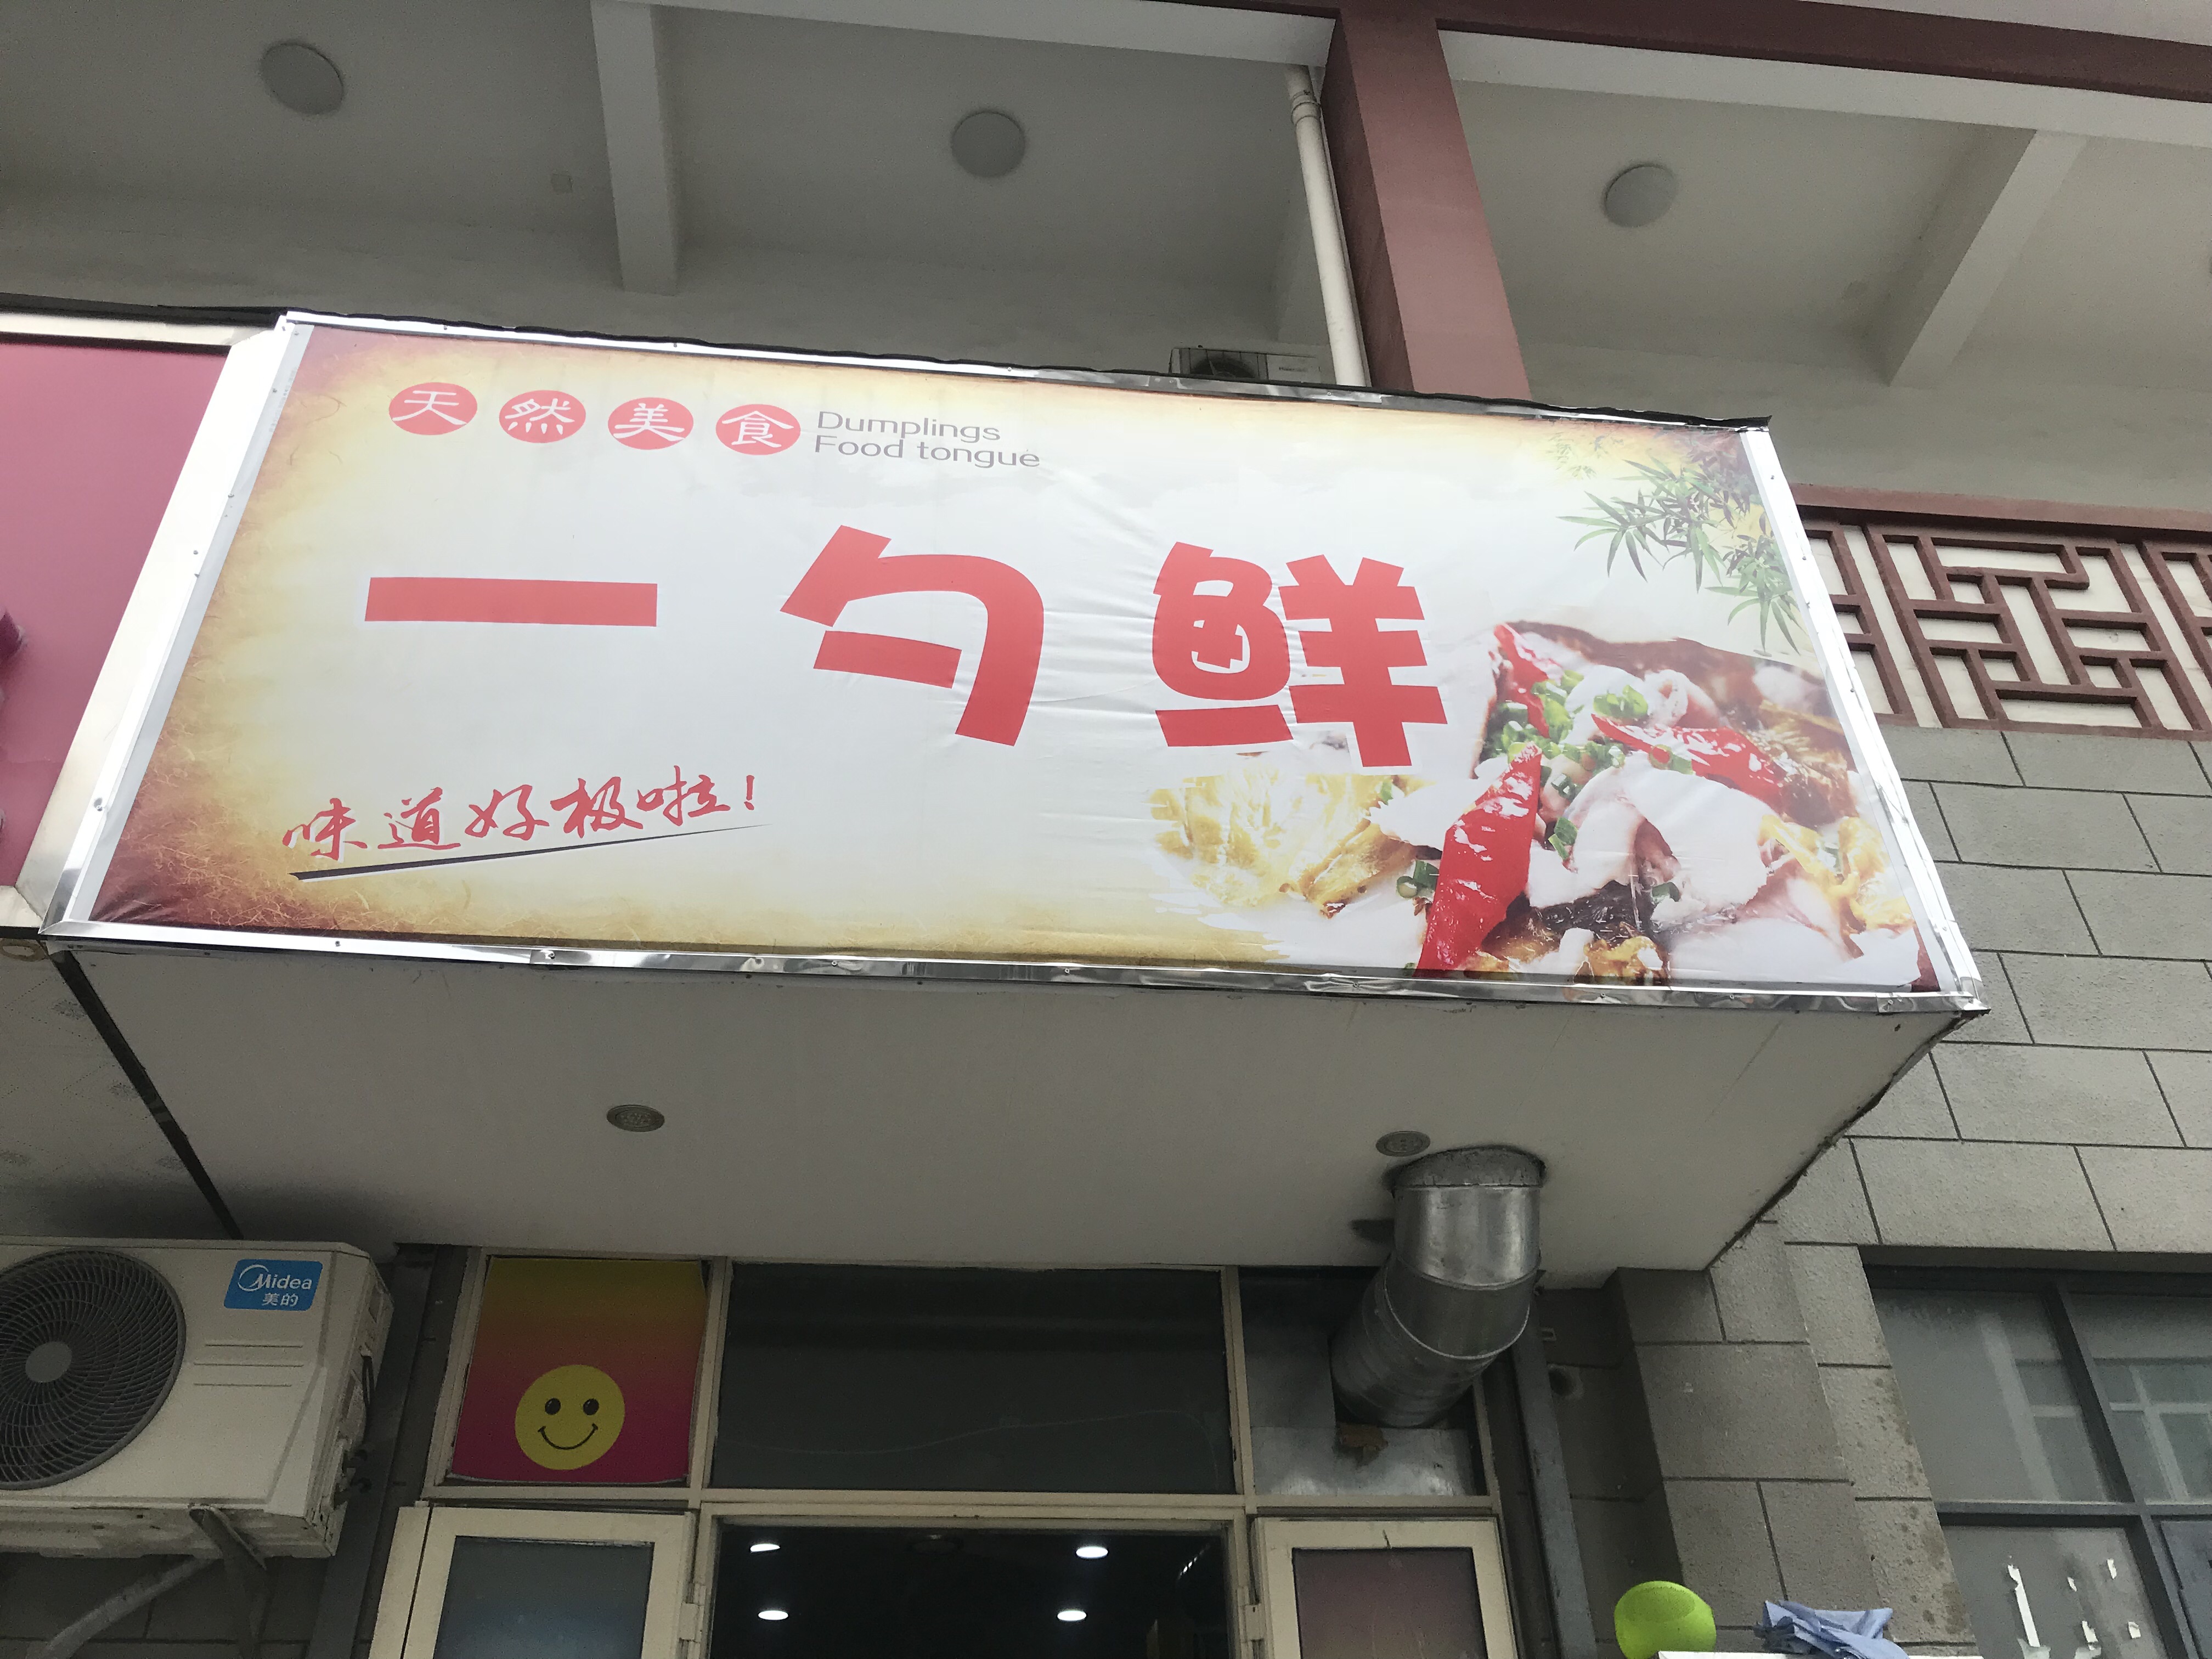 天然美食
Dumplings
Food tongue
一勺鲜
味道好极啦!
Midea
美的